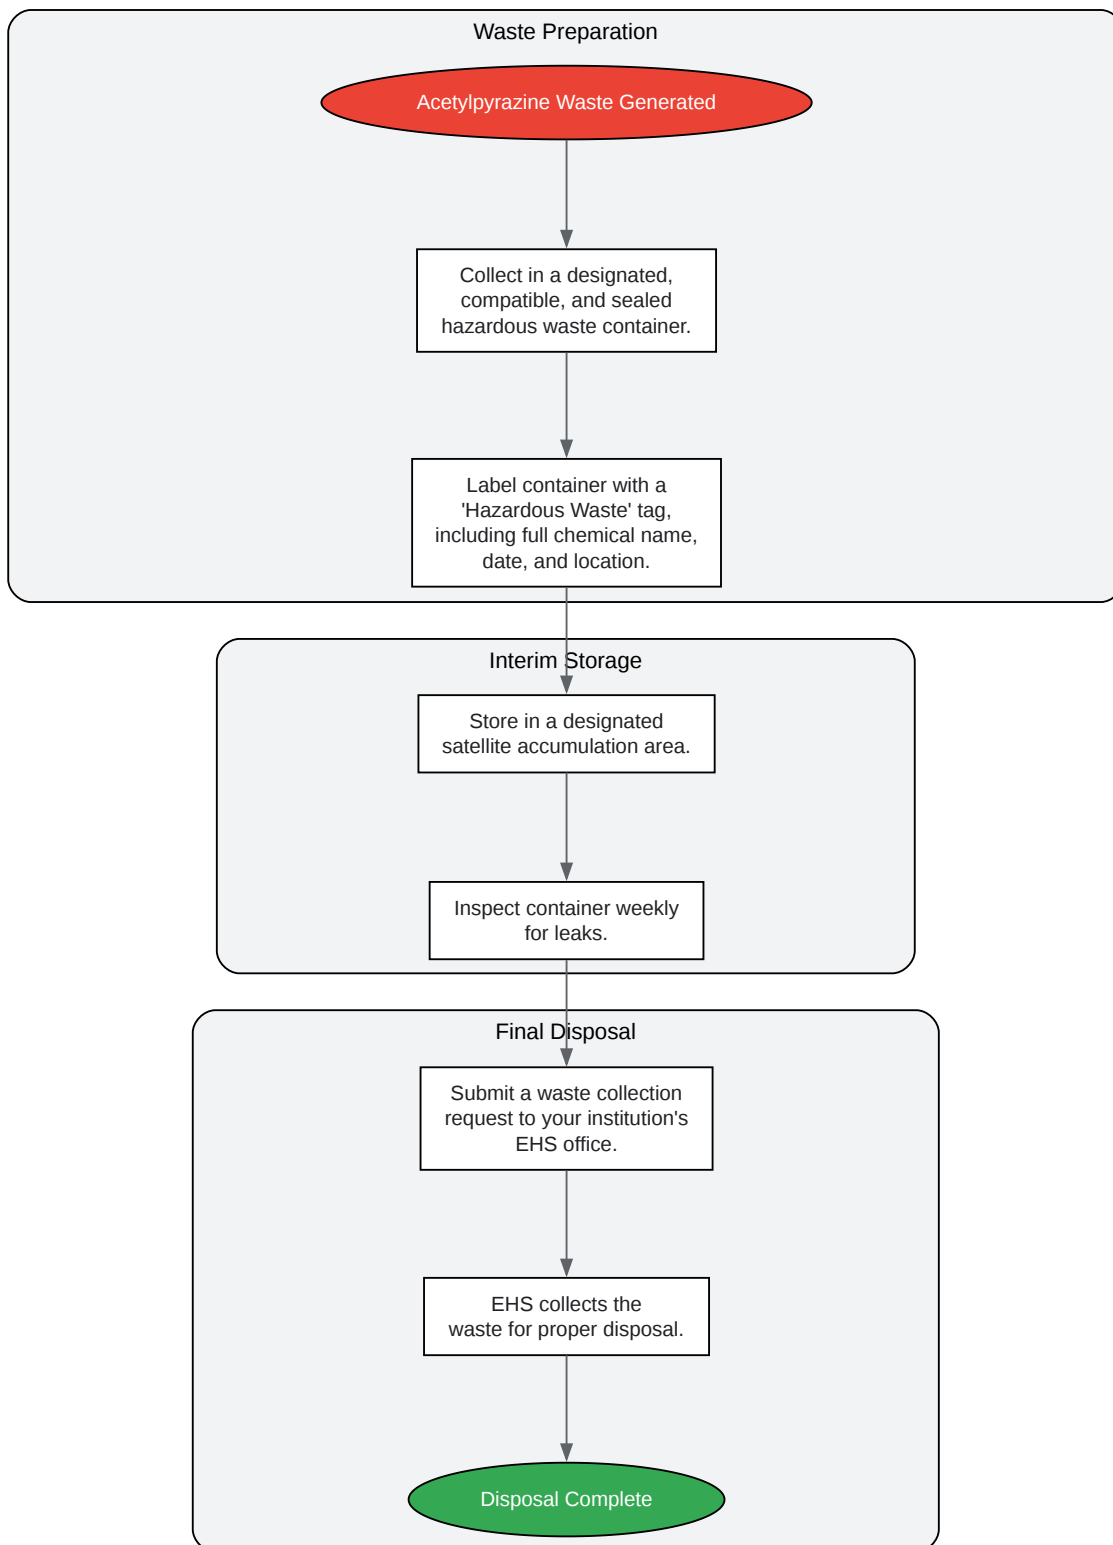 Waste Preparation
Acetylpyrazine Waste Generated
Collect in a designated,
compatible, and sealed
hazardous waste container.
Label container with a
'Hazardous Waste' tag,
including full chemical name,
date, and location.
Interim Storage
Store in a designated
satellite accumulation area.
Inspect container weekly
for leaks.
Final Disposal
Submit a waste collection
request to your institution's
EHS office.
EHS collects the
waste for proper disposal.
Disposal Complete